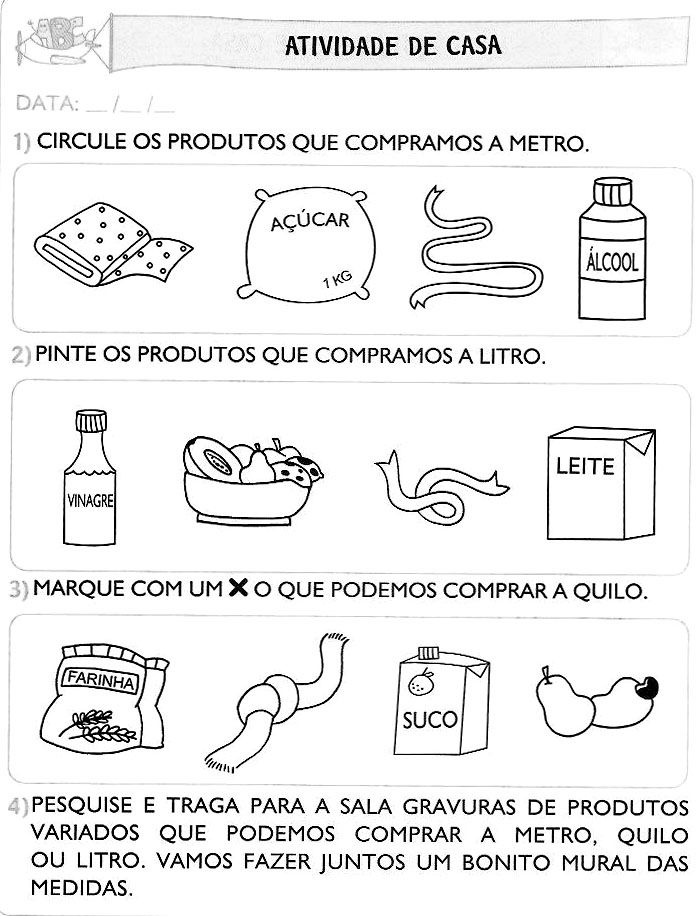 ABC
ATIVIDADE DE CASA
DATA: __ /__ /__
1) CIRCULE OS PRODUTOS QUE COMPRAMOS A METRO.
AÇÚCAR
1 KG
ÁLCOOL
2) PINTE OS PRODUTOS QUE COMPRAMOS A LITRO.
VINAGRE
LEITE
3) MARQUE COM UM X O QUE PODEMOS COMPRAR A QUILO.
FARINHA
SUCO
4) PESQUISE E TRAGA PARA A SALA GRAVURAS DE PRODUTOS
VARIADOS QUE PODEMOS COMPRAR A METRO, QUILO
OU LITRO. VAMOS FAZER JUNTOS UM BONITO MURAL DAS
MEDIDAS.